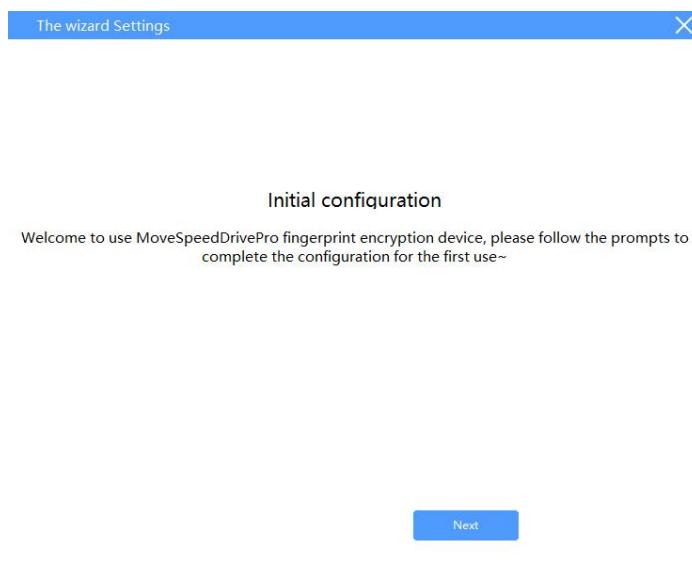 The wizard Settings
Initial configuration
Welcome to use MoveSpeedDrivePro fingerprint encryption device, please follow the prompts to
complete the configuration for the first use~
Next